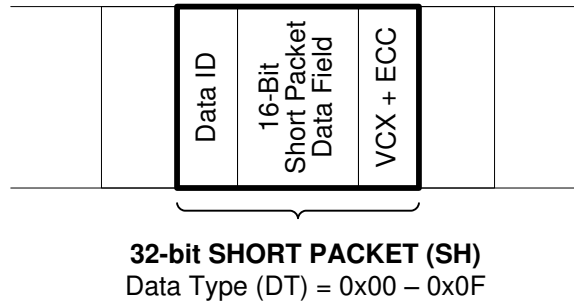 Data ID
16-Bit
Short Packet
Data Field
VCX + ECC
32-bit SHORT PACKET (SH)
Data Type (DT) = 0x00 – 0x0F